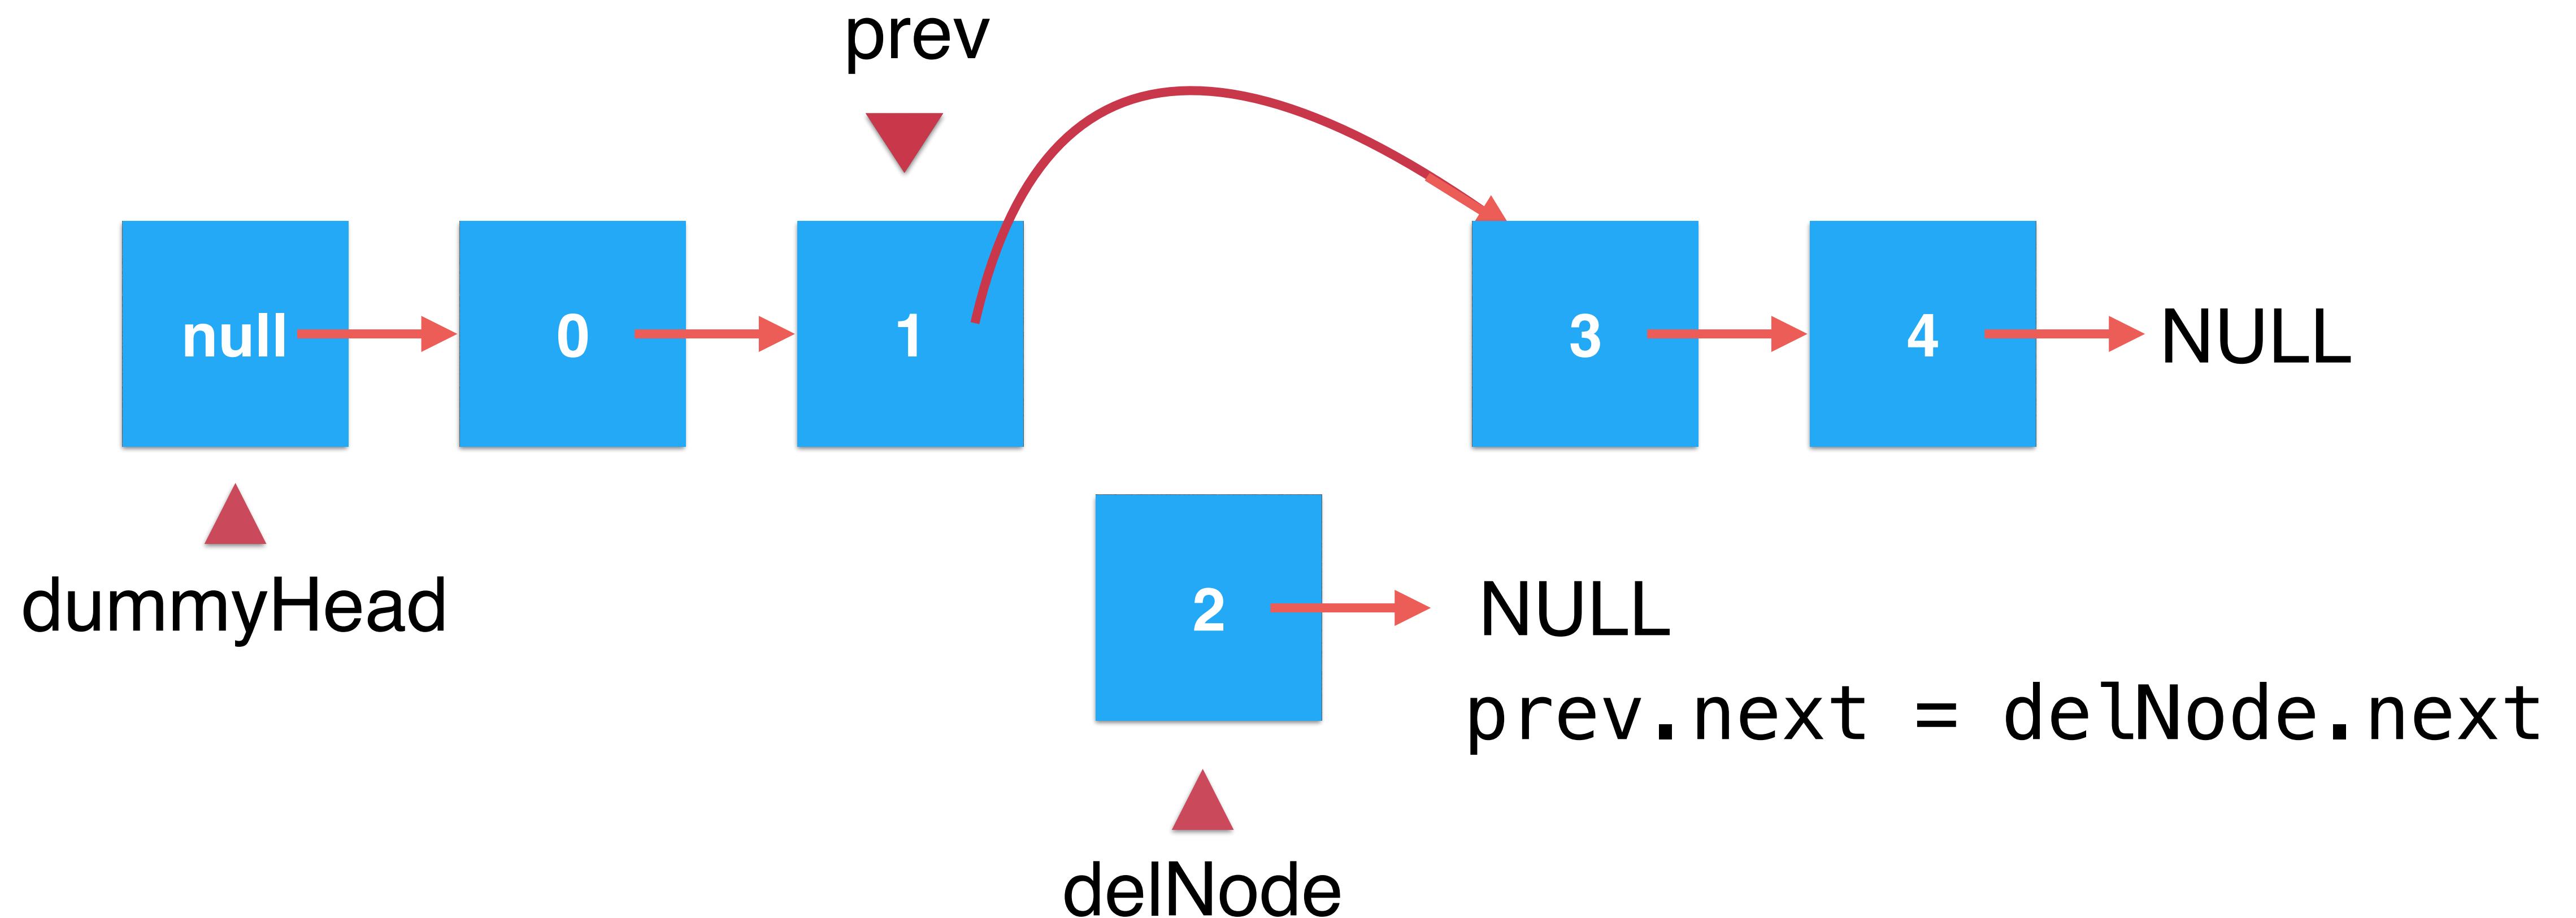 prev
null 0 1 3 4 NULL
dummyHead
2 NULL
prev.next = delNode.next
delNode